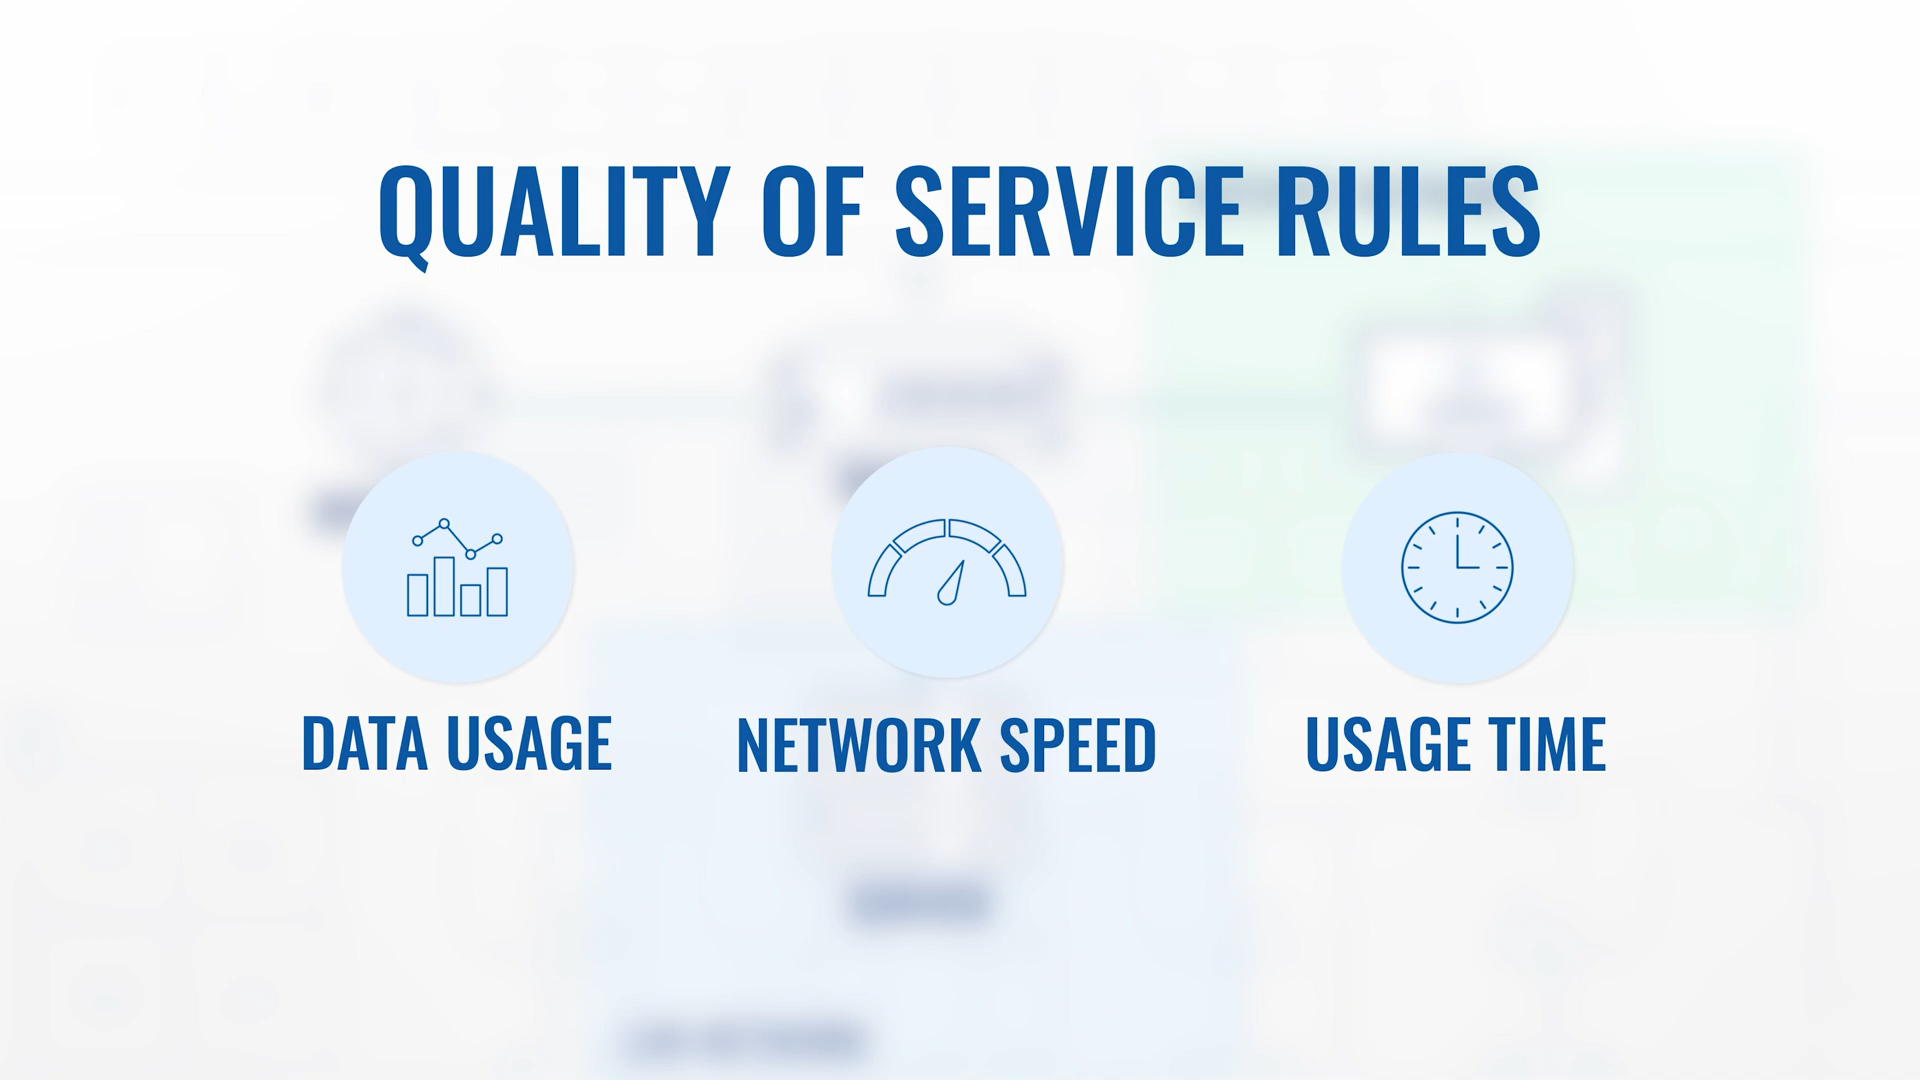 QUALITY OF SERVICE RULES
DATA USAGE
NETWORK SPEED
USAGE TIME